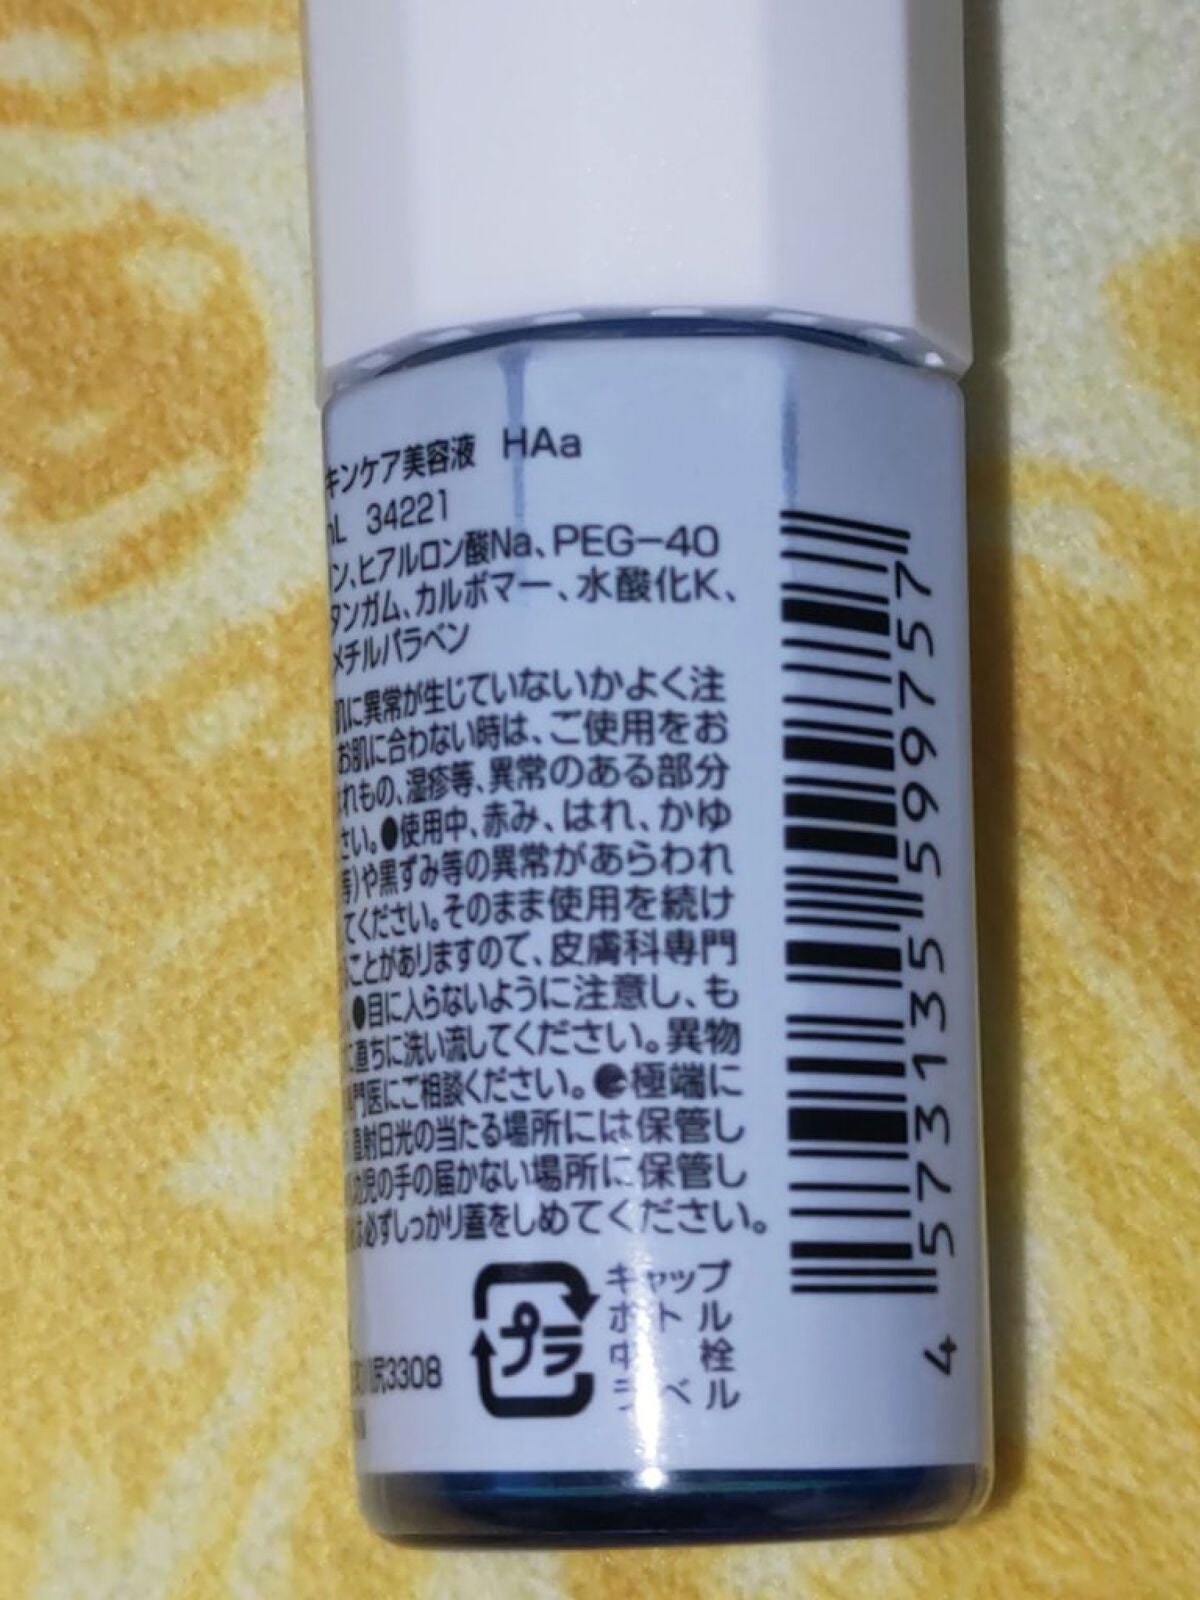 キンケア美容液 HAa
mL 34221
ン、ヒアルロン酸Na、PEG−40
タンガム、カルボマー、水酸化K、
メチルパラベン
肌に異常が生じていないかよく注
お肌に合わない時は、ご使用をお
れもの、湿疹等、異常のある部分
さい。●使用中、赤み、はれ、かゆ
等)や黒ずみ等の異常があらわれ
てください。そのまま使用を続け
ことがありますので、皮膚科専門
●目に入らないように注意し、も
に直ちに洗い流してください。異物
門医にご相談ください。●極端に
直射日光の当たる場所には保管し
幼児の手の届かない場所に保管し
は必ずしっかり蓋をしめてください。
プラ
キャップ
ボトル
中栓
ラベル
尻3308
4573135599757